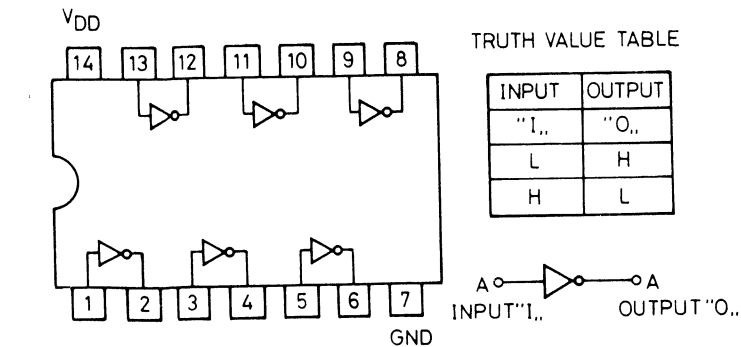 VDD
14 13 12 11 10 9 8
1 2 3 4 5 6 7
GND
TRUTH VALUE TABLE
INPUT OUTPUT
"I,, "O,,
L H
H L
A A
INPUT"I,, OUTPUT"O,,